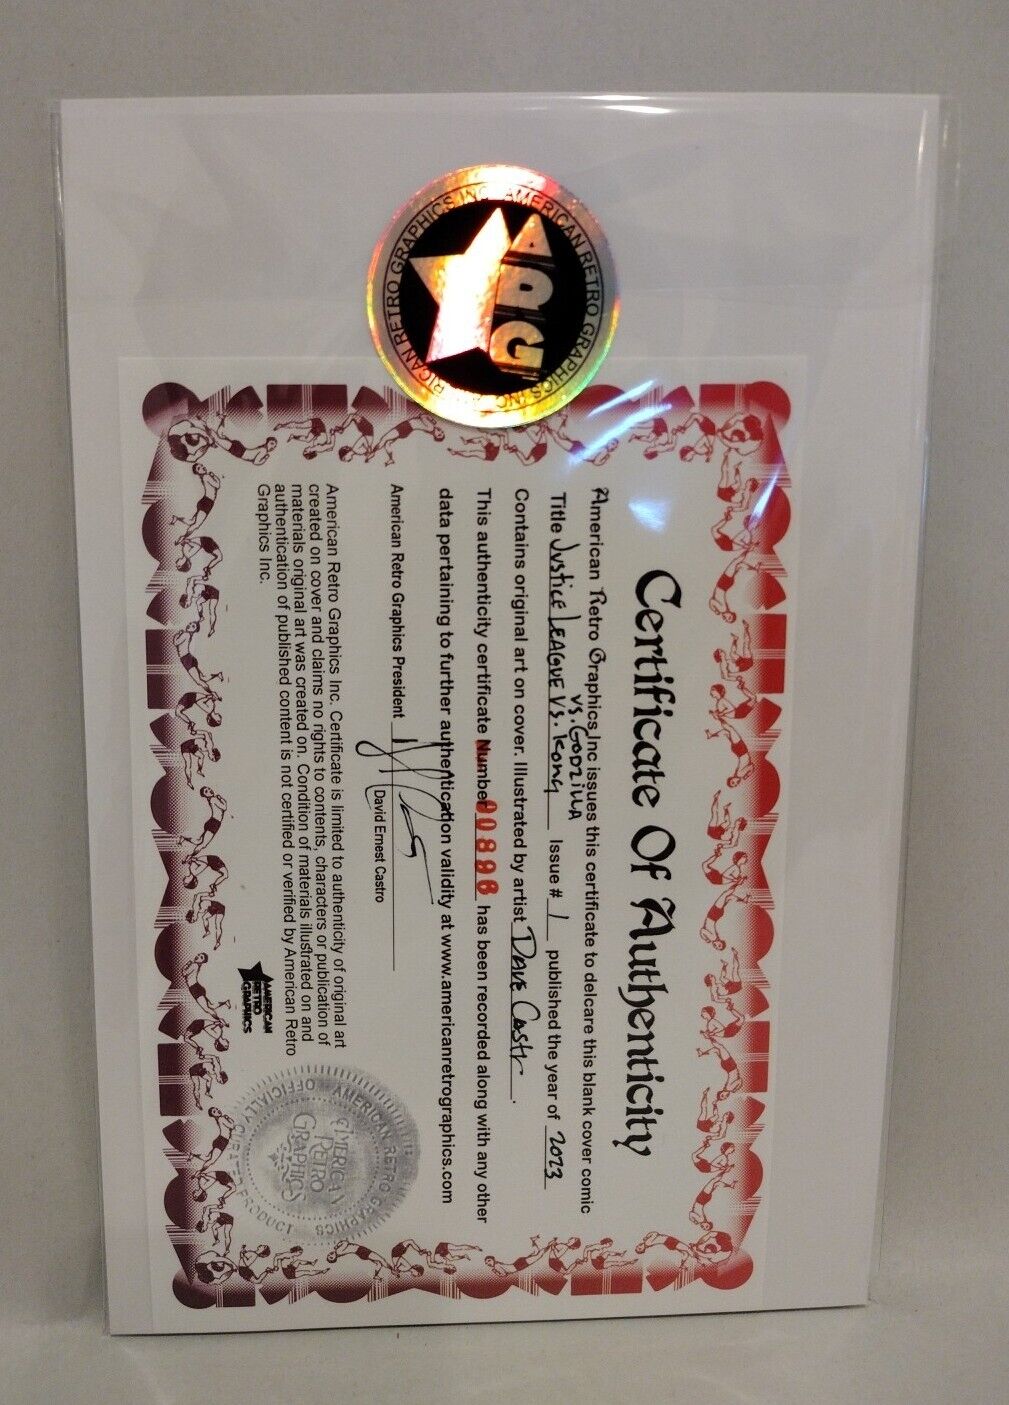 AMERICAN RETRO GRAPHICS INC. AMERICAN RETRO GRAPHICS INC.
ARG
Certificate Of Authenticity
American Retro Graphics, Inc issues this certificate to delcare this blank cover comic
Title Justice League Vs. Kong Issue # 1 published the year of 2023
vs. Godzilla
Contains original art on cover. Illustrated by artist Dave Castr.
This authenticity certificate Number 00896 has been recorded along with any other
data pertaining to further authentication validity at www.americanretrographics.com
American Retro Graphics President
David Ernest Castro
American Retro Graphics Inc. Certificate is limited to authenticity of original art
created on cover and claims no rights to contents, characters or publication of
materials original art was created on. Condition of materials illustrated on and
authentication of published content is not certified or verified by American Retro
Graphics Inc.
AMERICAN
RETRO
GRAPHICS
AMERICAN RETRO GRAPHICS
OFFICIALLY CREATED PRODUCT
AMERICAN
RETRO
GRAPHICS